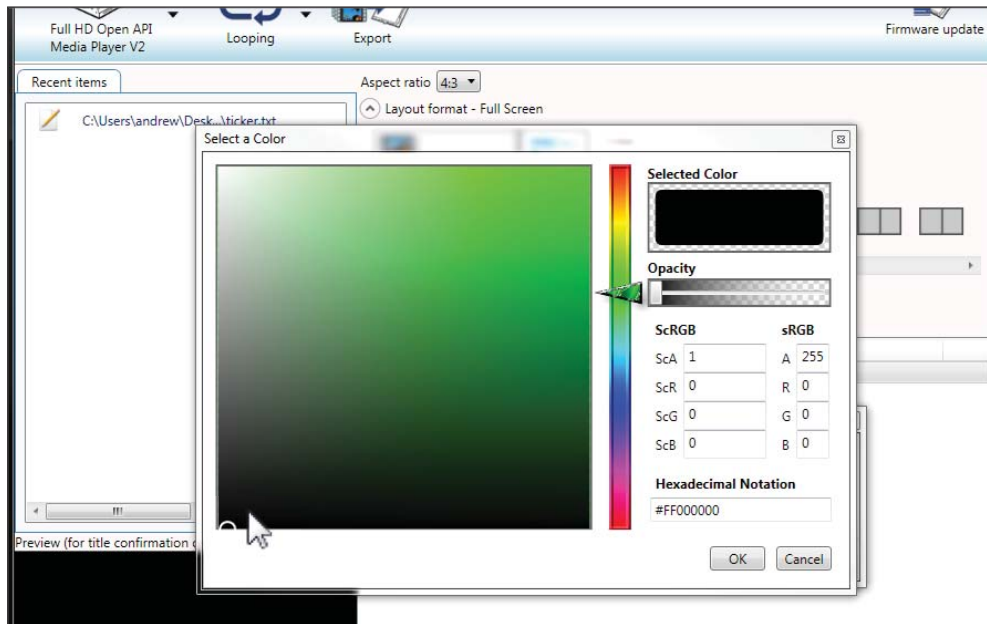 Full HD Open API
Media Player V2
Looping
Export
Firmware update
Recent items
Aspect ratio 4:3
Layout format - Full Screen
C:\Users\andrew\Desk...\ticker.txt
Select a Color
Selected Color
Opacity
ScRGB
sRGB
ScA 1
A 255
ScR 0
R 0
ScG 0
G 0
ScB 0
B 0
Hexadecimal Notation
#FF000000
OK
Cancel
Preview (for title confirmation